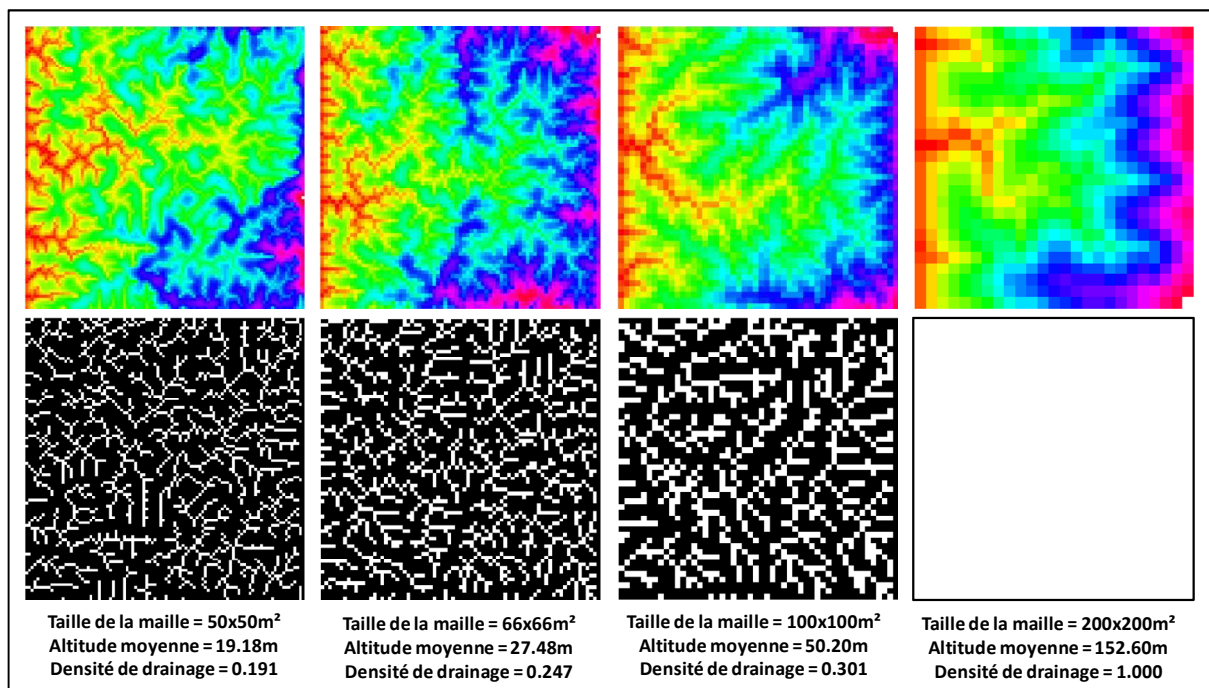 Taille de la maille = 50x50m²
Altitude moyenne = 19.18m
Densité de drainage = 0.191
Taille de la maille = 66x66m²
Altitude moyenne = 27.48m
Densité de drainage = 0.247
Taille de la maille = 100x100m²
Altitude moyenne = 50.20m
Densité de drainage = 0.301
Taille de la maille = 200x200m²
Altitude moyenne = 152.60m
Densité de drainage = 1.000